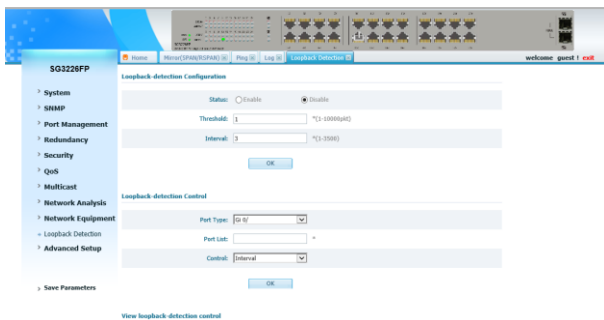 Home Mirror(SPAN/RSPAN) Ping Log Loopback Detection welcome guest ! exit
SG3226FP
Loopback-detection Configuration
System
SNMP
Port Management
Redundancy
Security
QoS
Multicast
Network Analysis
Network Equipment
Loopback Detection
Advanced Setup
Save Parameters
Status: Enable Disable
Threshold: 1
Interval: 3 *(1-3500)
OK
Loopback-detection Control
Port Type: Gi 0/
Port List: *
Control: Interval
OK
View loopback-detection control